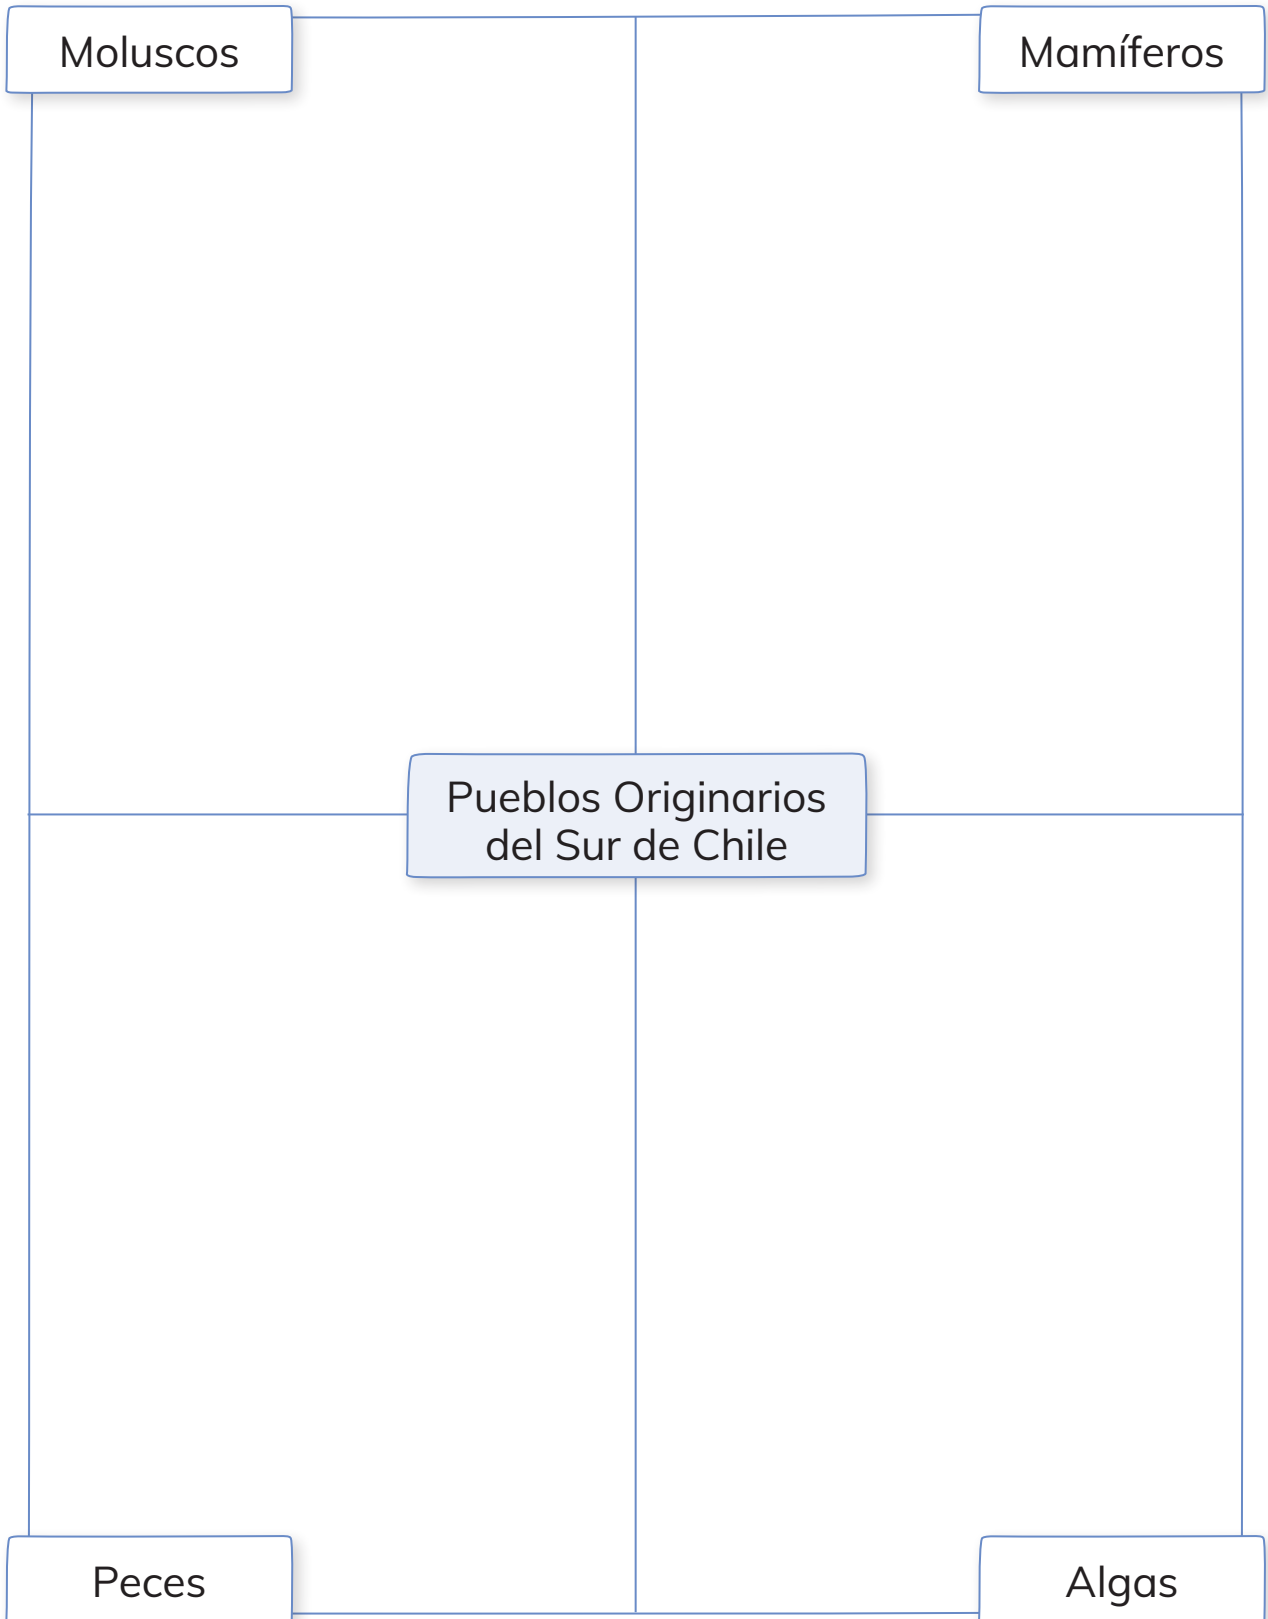 Moluscos
Mamíferos
Pueblos Originarios
del Sur de Chile
Peces
Algas